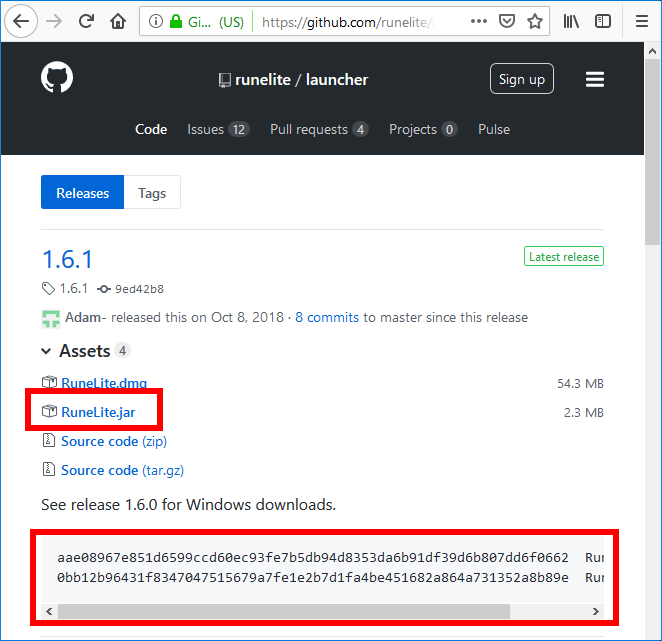 Gi... (US) https://github.com/runelite/
runelite / launcher Sign up
Code Issues 12 Pull requests 4 Projects 0 Pulse
Releases Tags
1.6.1 Latest release
1.6.1 9ed42b8
Adam- released this on Oct 8, 2018 · 8 commits to master since this release
Assets 4
RuneLite.dmg 54.3 MB
RuneLite.jar 2.3 MB
Source code (zip)
Source code (tar.gz)
See release 1.6.0 for Windows downloads.
aae08967e851d6599ccd60ec93fe7b5db94d8353da6b91df39d6b807dd6f0662 Run
0bb12b96431f8347047515679a7fe1e2b7d1fa4be451682a864a731352a8b89e Run